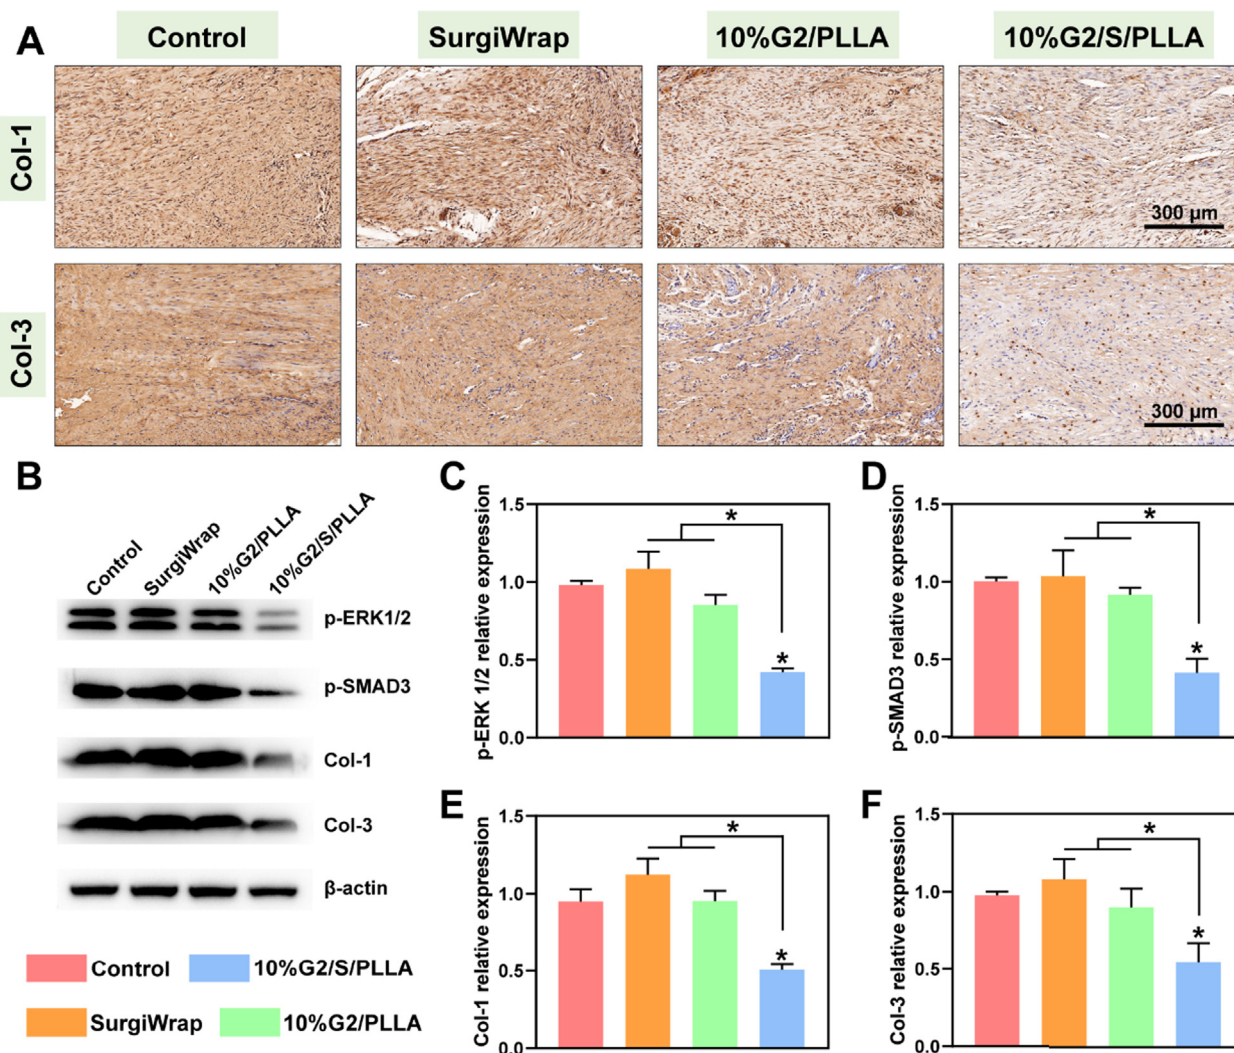 A
Control
SurgiWrap
10%G2/PLLA
10%G2/S/PLLA
Col-1
300 µm
Col-3
300 µm
B
Control
SurgiWrap
10%G2/PLLA
10%G2/S/PLLA
p-ERK1/2
p-SMAD3
Col-1
Col-3
β-actin
Control
10%G2/S/PLLA
SurgiWrap
10%G2/PLLA
C
p-ERK 1/2 relative expression
1.5
1.0
0.5
0.0
*
*
D
p-SMAD3 relative expression
1.5
1.0
0.5
0.0
*
*
E
Col-1 relative expression
1.5
1.0
0.5
0.0
*
*
F
Col-3 relative expression
1.5
1.0
0.5
0.0
*
*